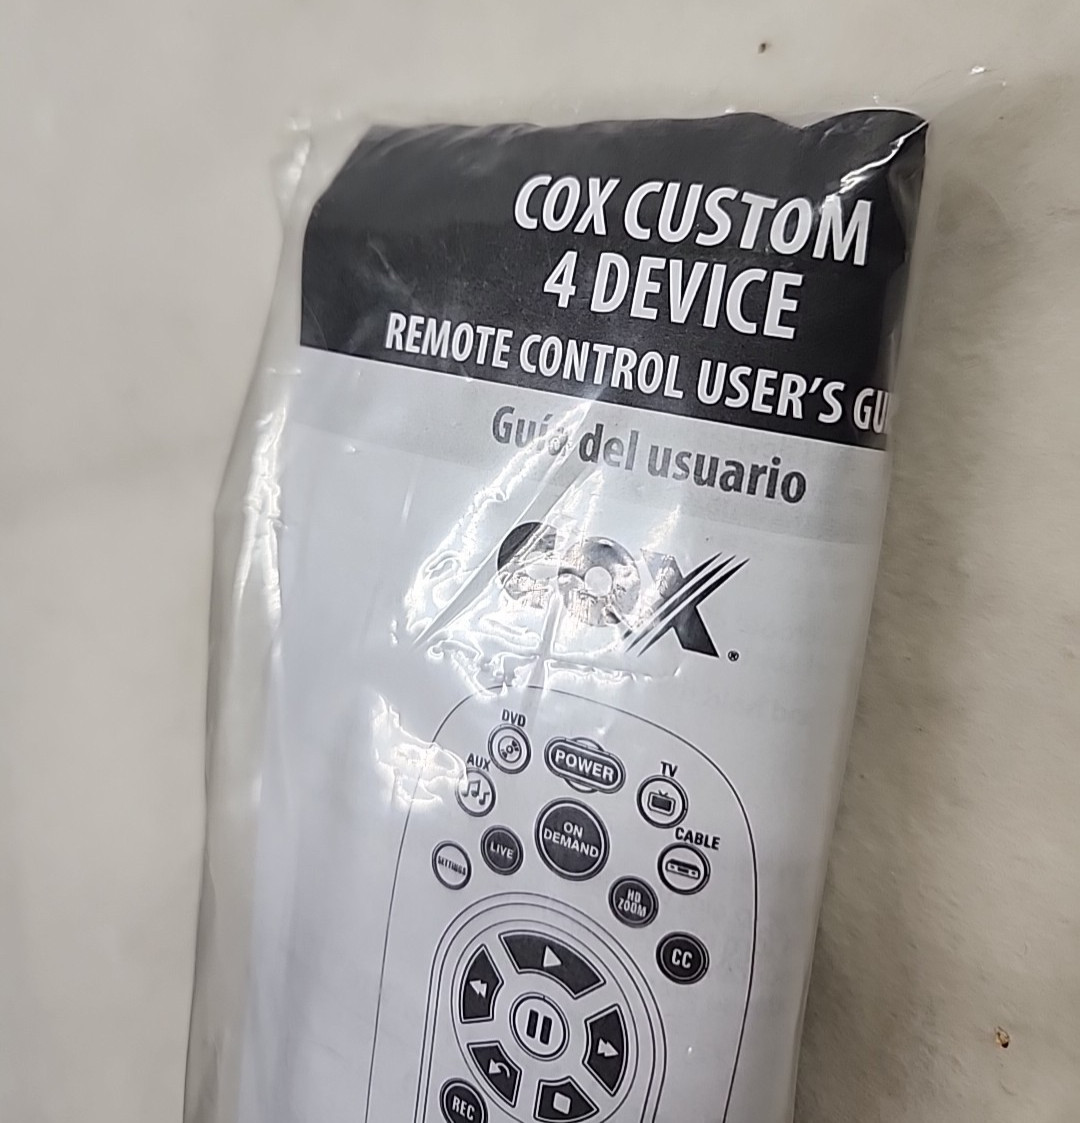 COX CUSTOM
4 DEVICE
REMOTE CONTROL USER'S
Guía del usuario
COX®
DVD
POWER
TV
AUX
ON
DEMAND
CABLE
LIVE
SETTINGS
HD
ZOOM
CC
REC